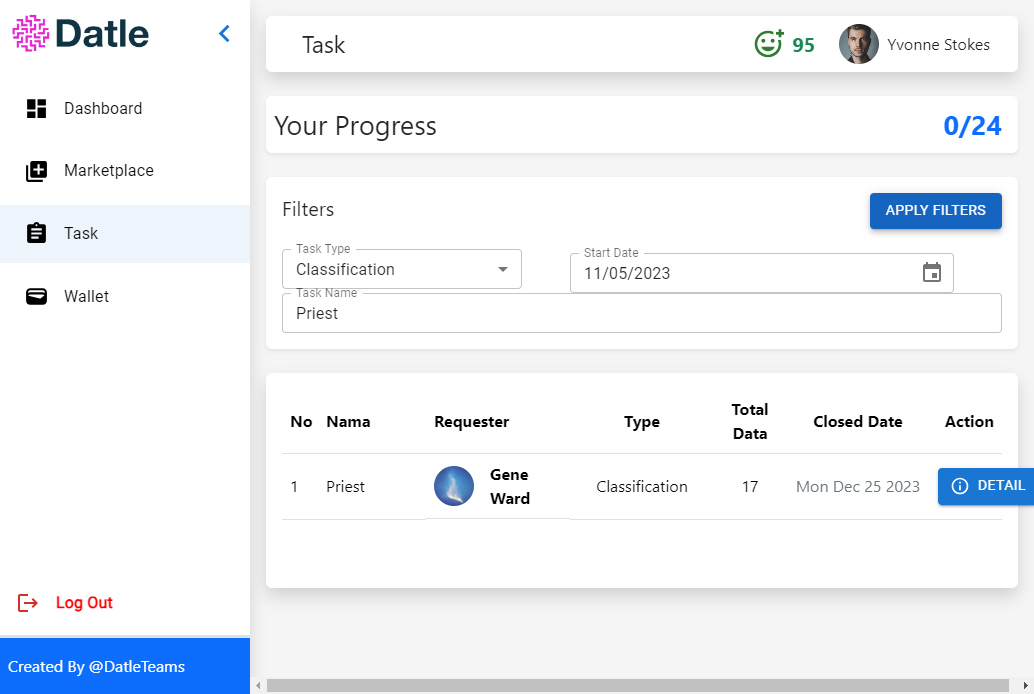 Datle
Dashboard
Marketplace
Task
Wallet
Log Out
Created By @DatleTeams
Task
95
Yvonne Stokes
Your Progress
0/24
Filters
APPLY FILTERS
Task Type
Classification
Start Date
11/05/2023
Task Name
Priest
No
Nama
Requester
Type
Total
Data
Closed Date
Action
1
Priest
Gene
Ward
Classification
17
Mon Dec 25 2023
DETAIL